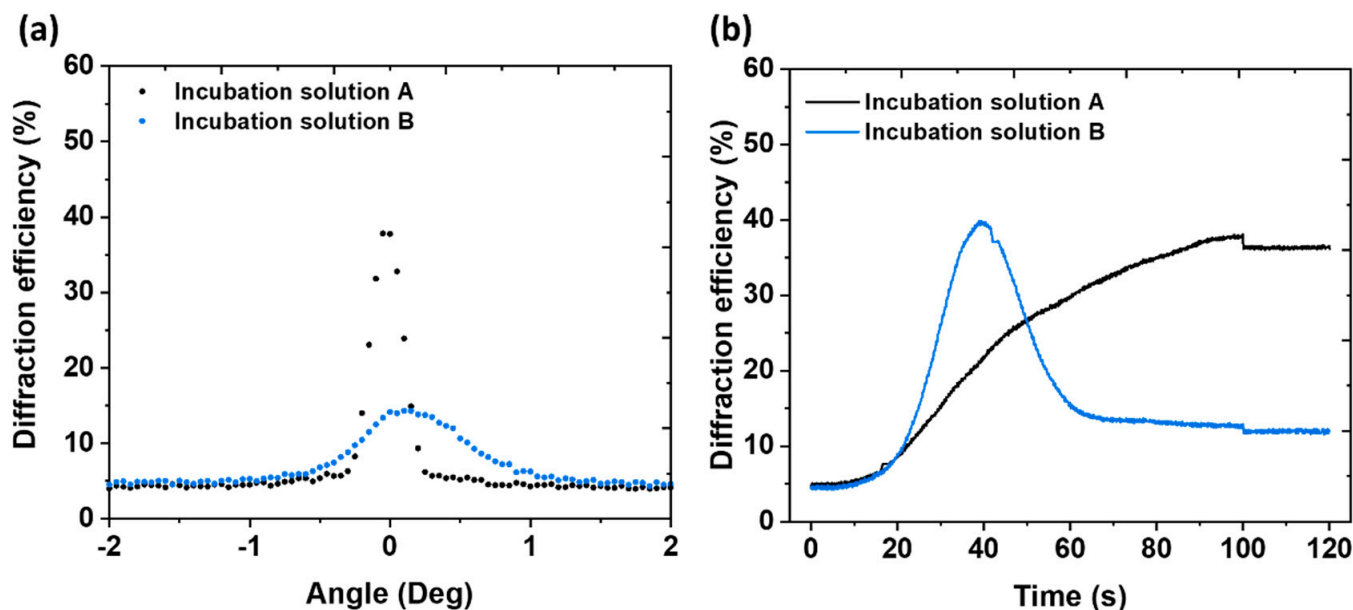 (a)
Diffraction efficiency (%)
60
50
40
30
20
10
0
Incubation solution A
Incubation solution B
-2
-1
0
1
2
Angle (Deg)
(b)
Diffraction efficiency (%)
60
50
40
30
20
10
0
Incubation solution A
Incubation solution B
0
20
40
60
80
100
120
Time (s)